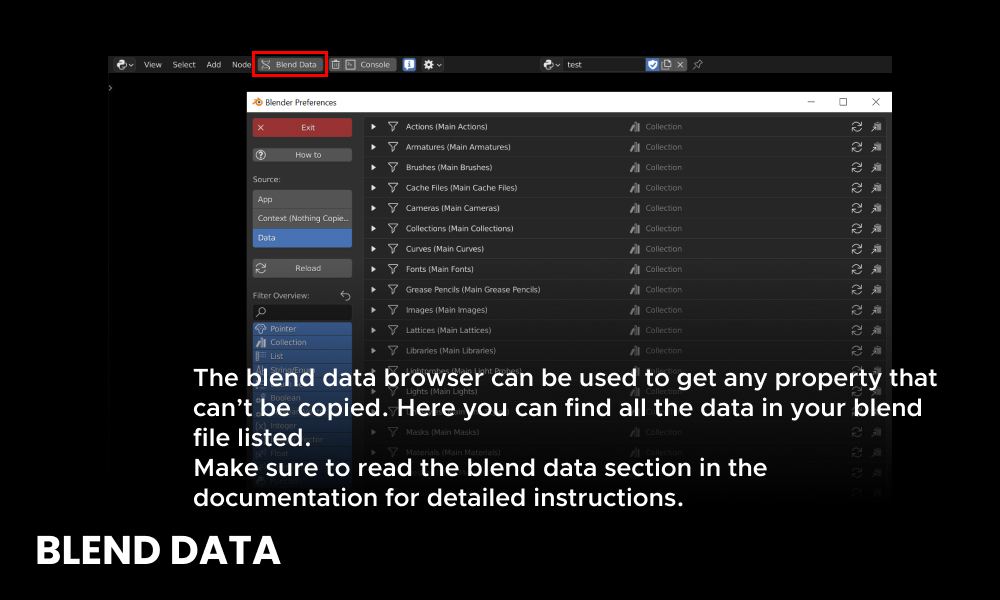 View Select Add Node Blend Data Console test
Blender Preferences
Exit
How to
Source:
App
Context (Nothing Copie...
Data
Reload
Filter Overview:
Pointer
Collection
List
Boolean
Integer
Float
Actions (Main Actions) Collection
Armatures (Main Armatures) Collection
Brushes (Main Brushes) Collection
Cache Files (Main Cache Files) Collection
Cameras (Main Cameras) Collection
Collections (Main Collections) Collection
Curves (Main Curves) Collection
Fonts (Main Fonts) Collection
Grease Pencils (Main Grease Pencils) Collection
Images (Main Images) Collection
Lattices (Main Lattices) Collection
Libraries (Main Libraries) Collection
Lightprobes (Main Light Probes)
Lights (Main Lights)
Masks (Main Masks) Collection
Materials (Main Materials)
The blend data browser can be used to get any property that
can't be copied. Here you can find all the data in your blend
file listed.
Make sure to read the blend data section in the
documentation for detailed instructions.
BLEND DATA